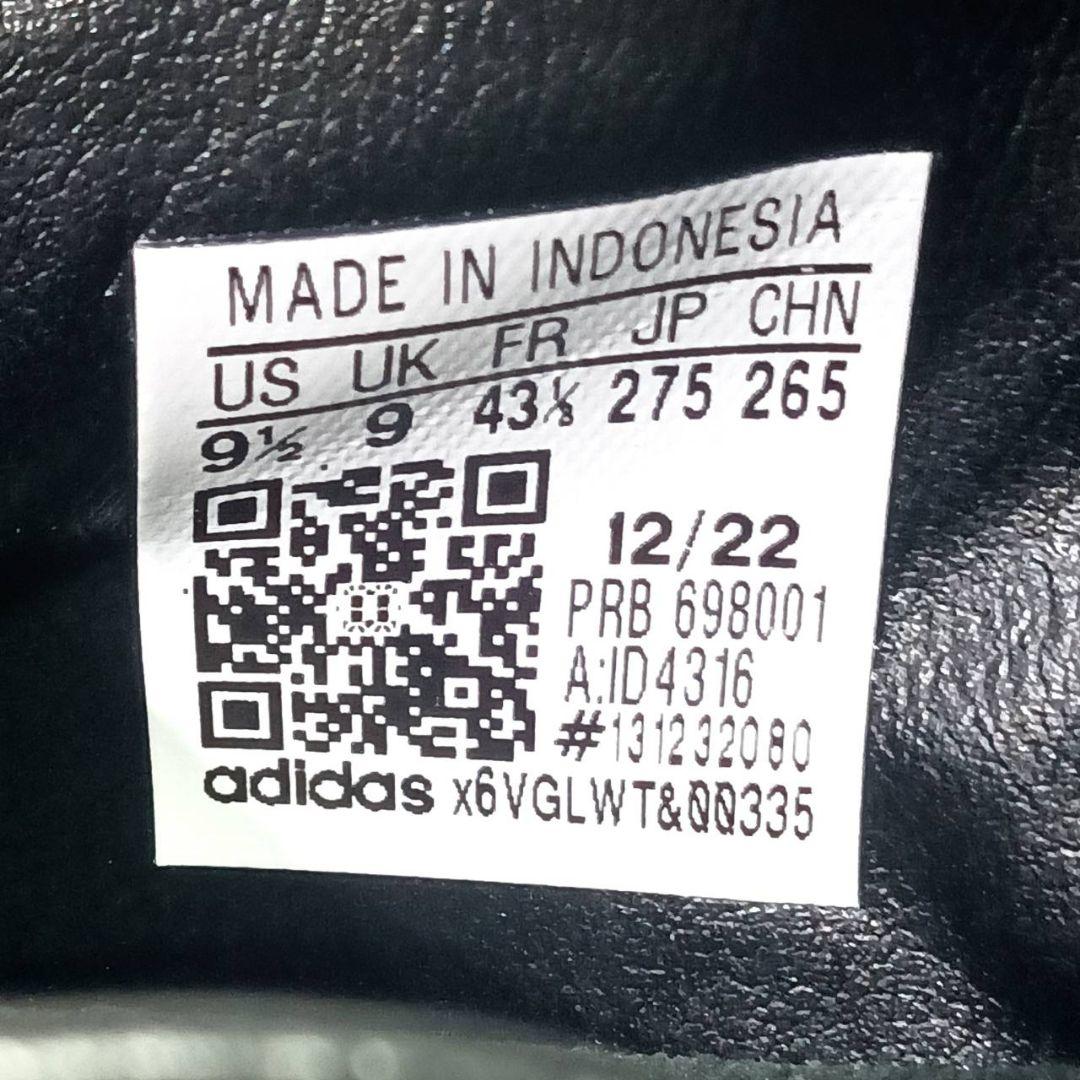 MADE IN INDONESIA
US UK FR JP CHN
9½ 9 43⅓ 275 265
12/22
PRB 698001
A:ID4316
#131232080
adidas x6VGLWT&00335